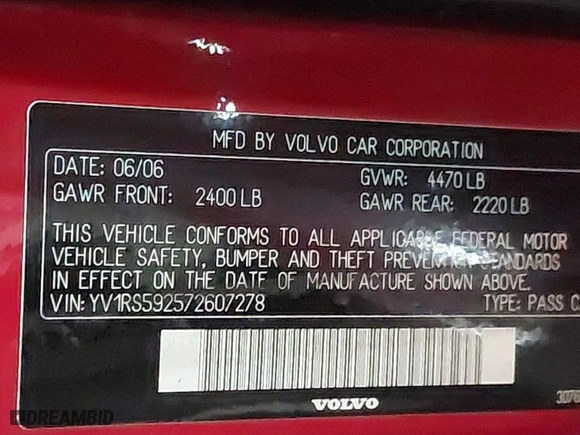 MFD BY VOLVO CAR CORPORATION
DATE: 06/06 GVWR: 4470 LB
GAWR FRONT: 2400 LB GAWR REAR: 2220 LB
THIS VEHICLE CONFORMS TO ALL APPLICABLE FEDERAL MOTOR
VEHICLE SAFETY, BUMPER AND THEFT PREVENTION STANDARDS
IN EFFECT ON THE DATE OF MANUFACTURE SHOWN ABOVE.
VIN: YV1RS592572607278 TYPE: PASS C
VOLVO
3076
DREAMBID